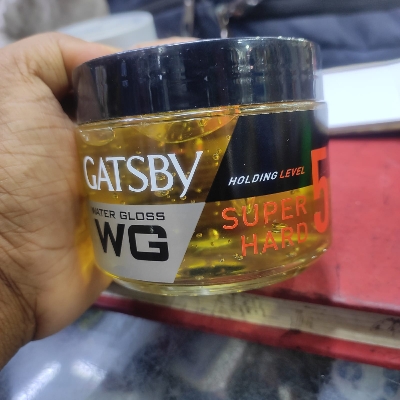 GATSBY
WATER GLOSS
WG
HOLDING LEVEL
5
SUPER
HARD